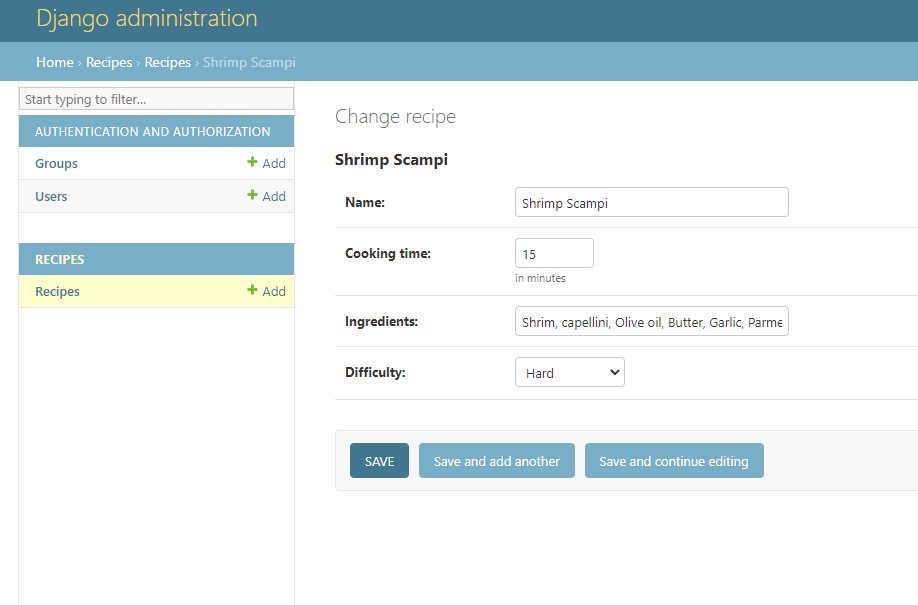 Django administration
Home › Recipes › Recipes › Shrimp Scampi
Start typing to filter...
AUTHENTICATION AND AUTHORIZATION
Groups + Add
Users + Add
RECIPES
Recipes + Add
Change recipe
Shrimp Scampi
Name: Shrimp Scampi
Cooking time: 15
in minutes
Ingredients: Shrim, capellini, Olive oil, Butter, Garlic, Parme
Difficulty: Hard
SAVE Save and add another Save and continue editing